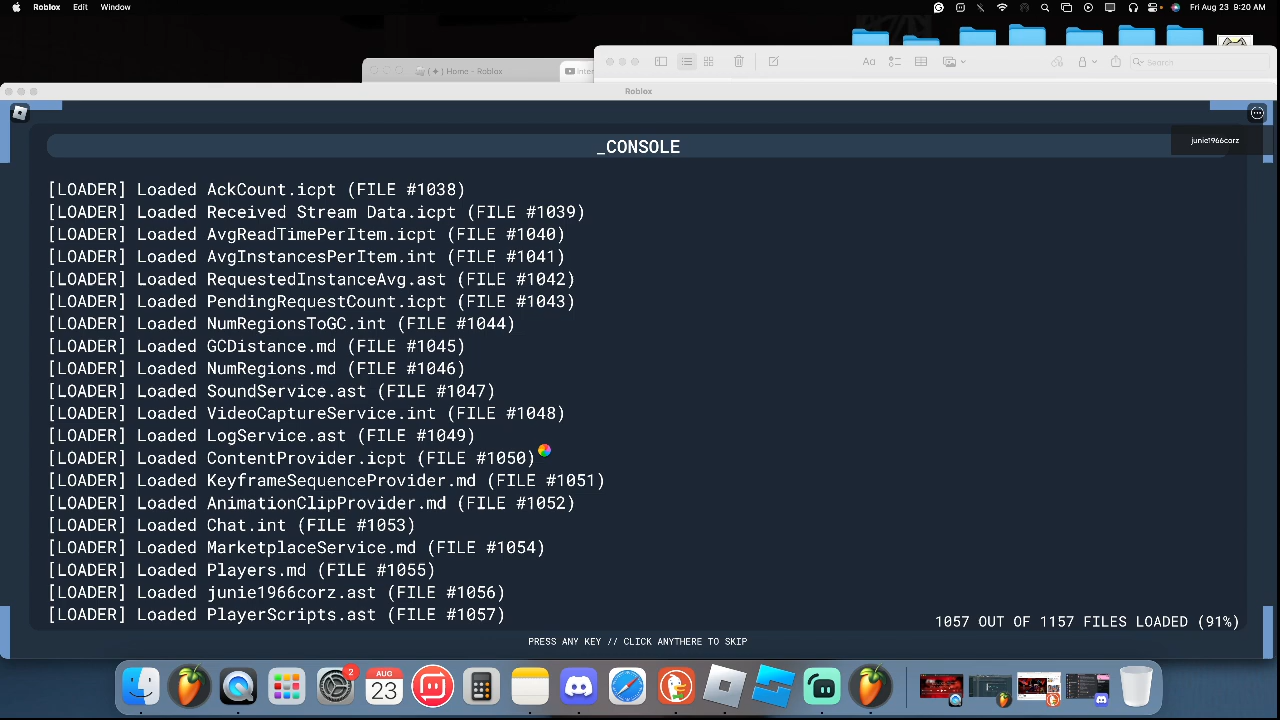 Roblox Edit Window
Fri Aug 23 9:20 AM
( ✦ ) Home - Roblox
Inter
Aa
Search
Roblox
junie1966corz
_CONSOLE
[LOADER] Loaded AckCount.icpt (FILE #1038)
[LOADER] Loaded Received Stream Data.icpt (FILE #1039)
[LOADER] Loaded AvgReadTimePerItem.icpt (FILE #1040)
[LOADER] Loaded AvgInstancesPerItem.int (FILE #1041)
[LOADER] Loaded RequestedInstanceAvg.ast (FILE #1042)
[LOADER] Loaded PendingRequestCount.icpt (FILE #1043)
[LOADER] Loaded NumRegionsToGC.int (FILE #1044)
[LOADER] Loaded GCDistance.md (FILE #1045)
[LOADER] Loaded NumRegions.md (FILE #1046)
[LOADER] Loaded SoundService.ast (FILE #1047)
[LOADER] Loaded VideoCaptureService.int (FILE #1048)
[LOADER] Loaded LogService.ast (FILE #1049)
[LOADER] Loaded ContentProvider.icpt (FILE #1050)
[LOADER] Loaded KeyframeSequenceProvider.md (FILE #1051)
[LOADER] Loaded AnimationClipProvider.md (FILE #1052)
[LOADER] Loaded Chat.int (FILE #1053)
[LOADER] Loaded MarketplaceService.md (FILE #1054)
[LOADER] Loaded Players.md (FILE #1055)
[LOADER] Loaded junie1966corz.ast (FILE #1056)
[LOADER] Loaded PlayerScripts.ast (FILE #1057)
1057 OUT OF 1157 FILES LOADED (91%)
PRESS ANY KEY // CLICK ANYTHERE TO SKIP
2
AUG
23